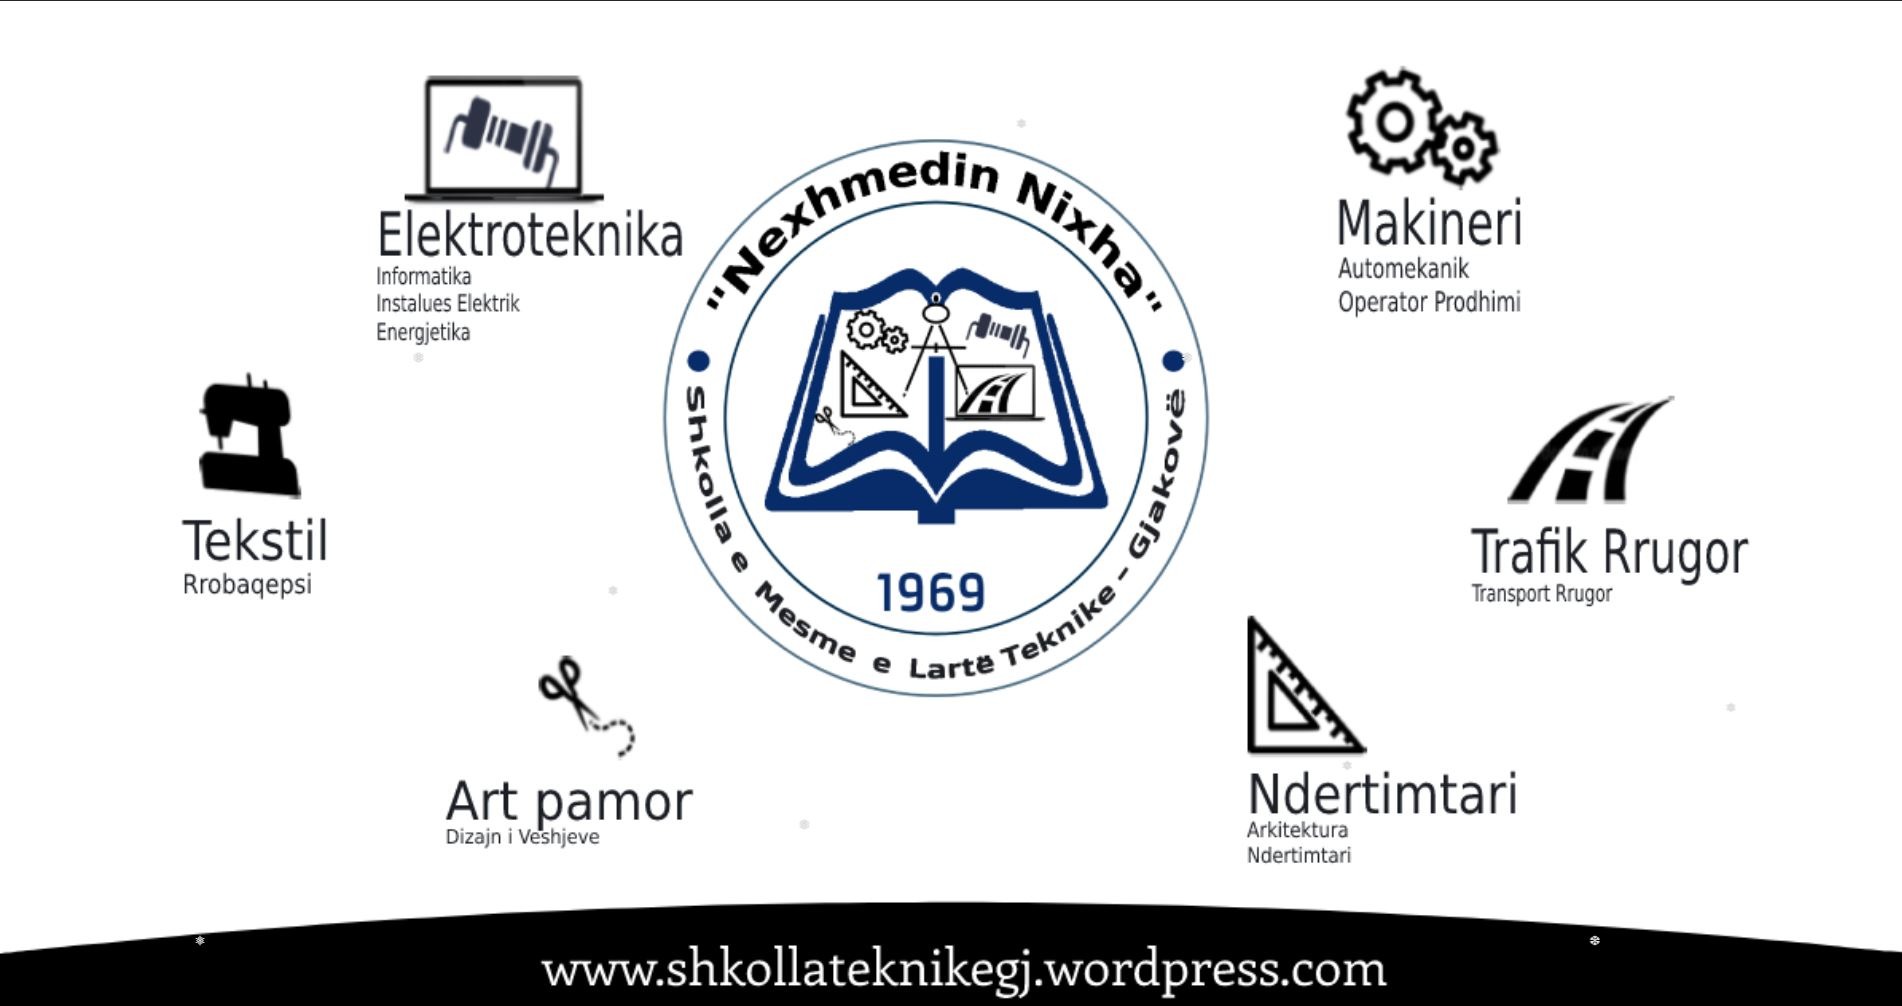 Elektroteknika
Informatika
Instalues Elektrik
Energjetika
Tekstil
Rrobaqepsi
Art pamor
Dizajn i Veshjeve
"Nexhmedin Nixha"
Shkolla e Mesme e Lartë Teknike - Gjakovë
1969
Makineri
Automekanik
Operator Prodhimi
Trafik Rrugor
Transport Rrugor
Ndertimtari
Arkitektura
Ndertimtari
www.shkollateknikegj.wordpress.com